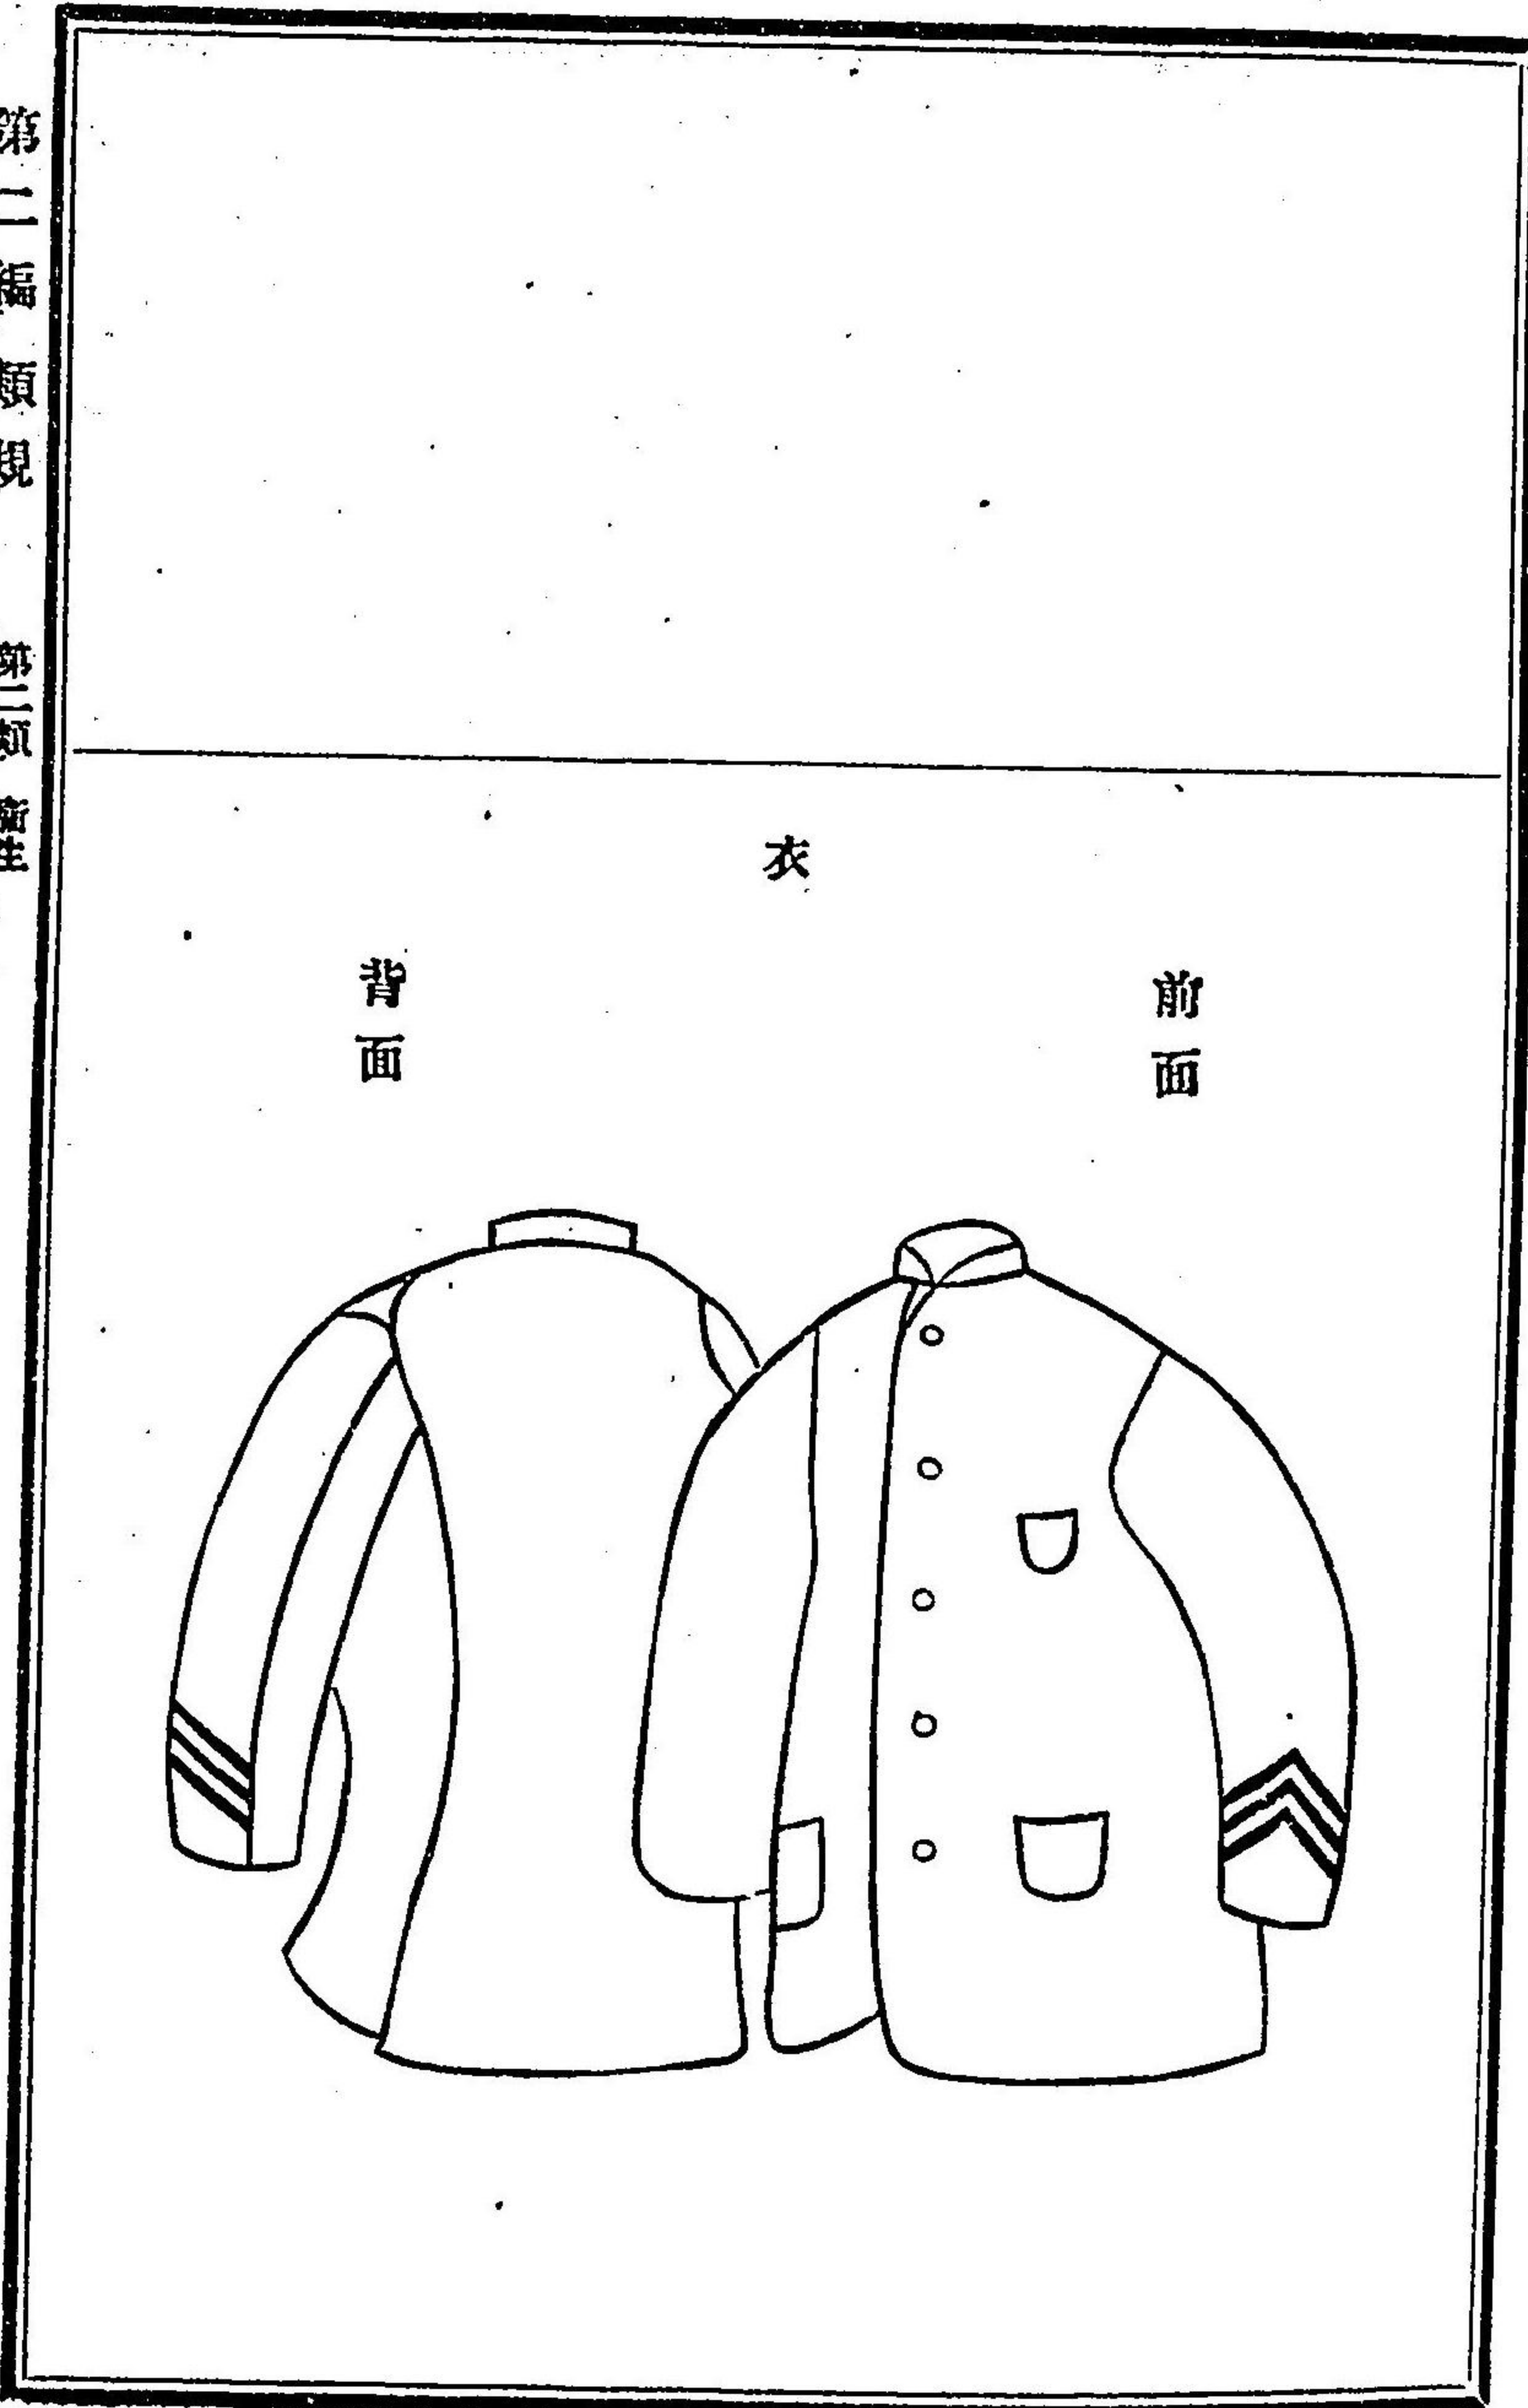 衣
前面
背面
第二編 類規 第二類 衛生